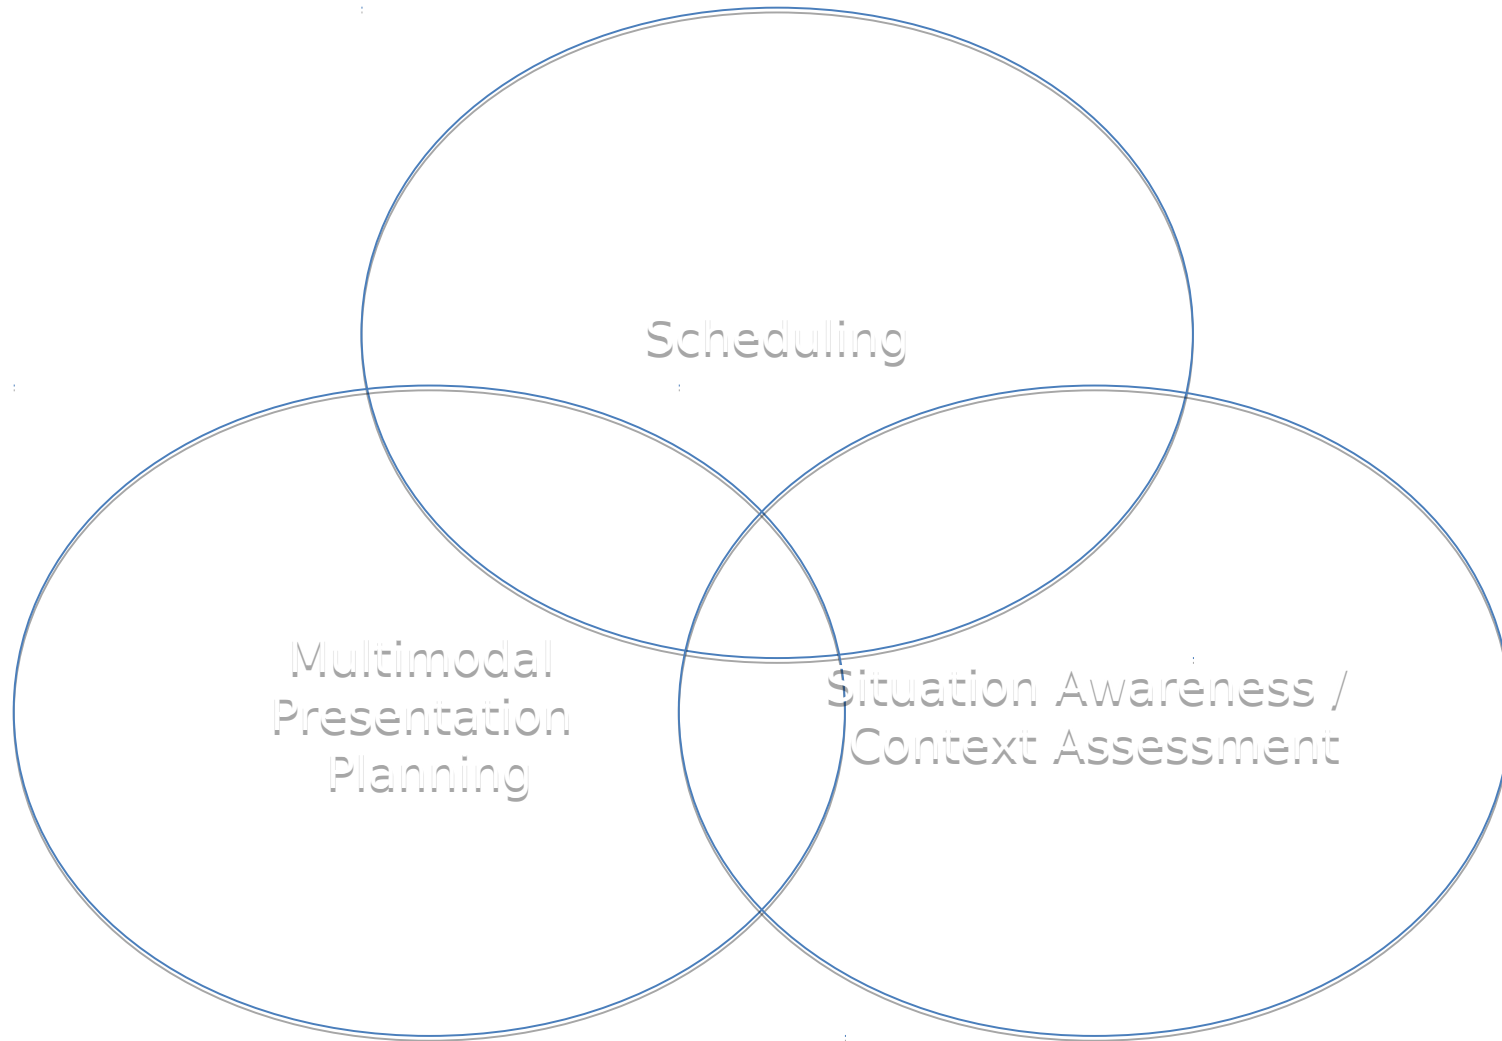 Scheduling
Multimodal
Presentation
Planning
Situation Awareness /
Context Assessment